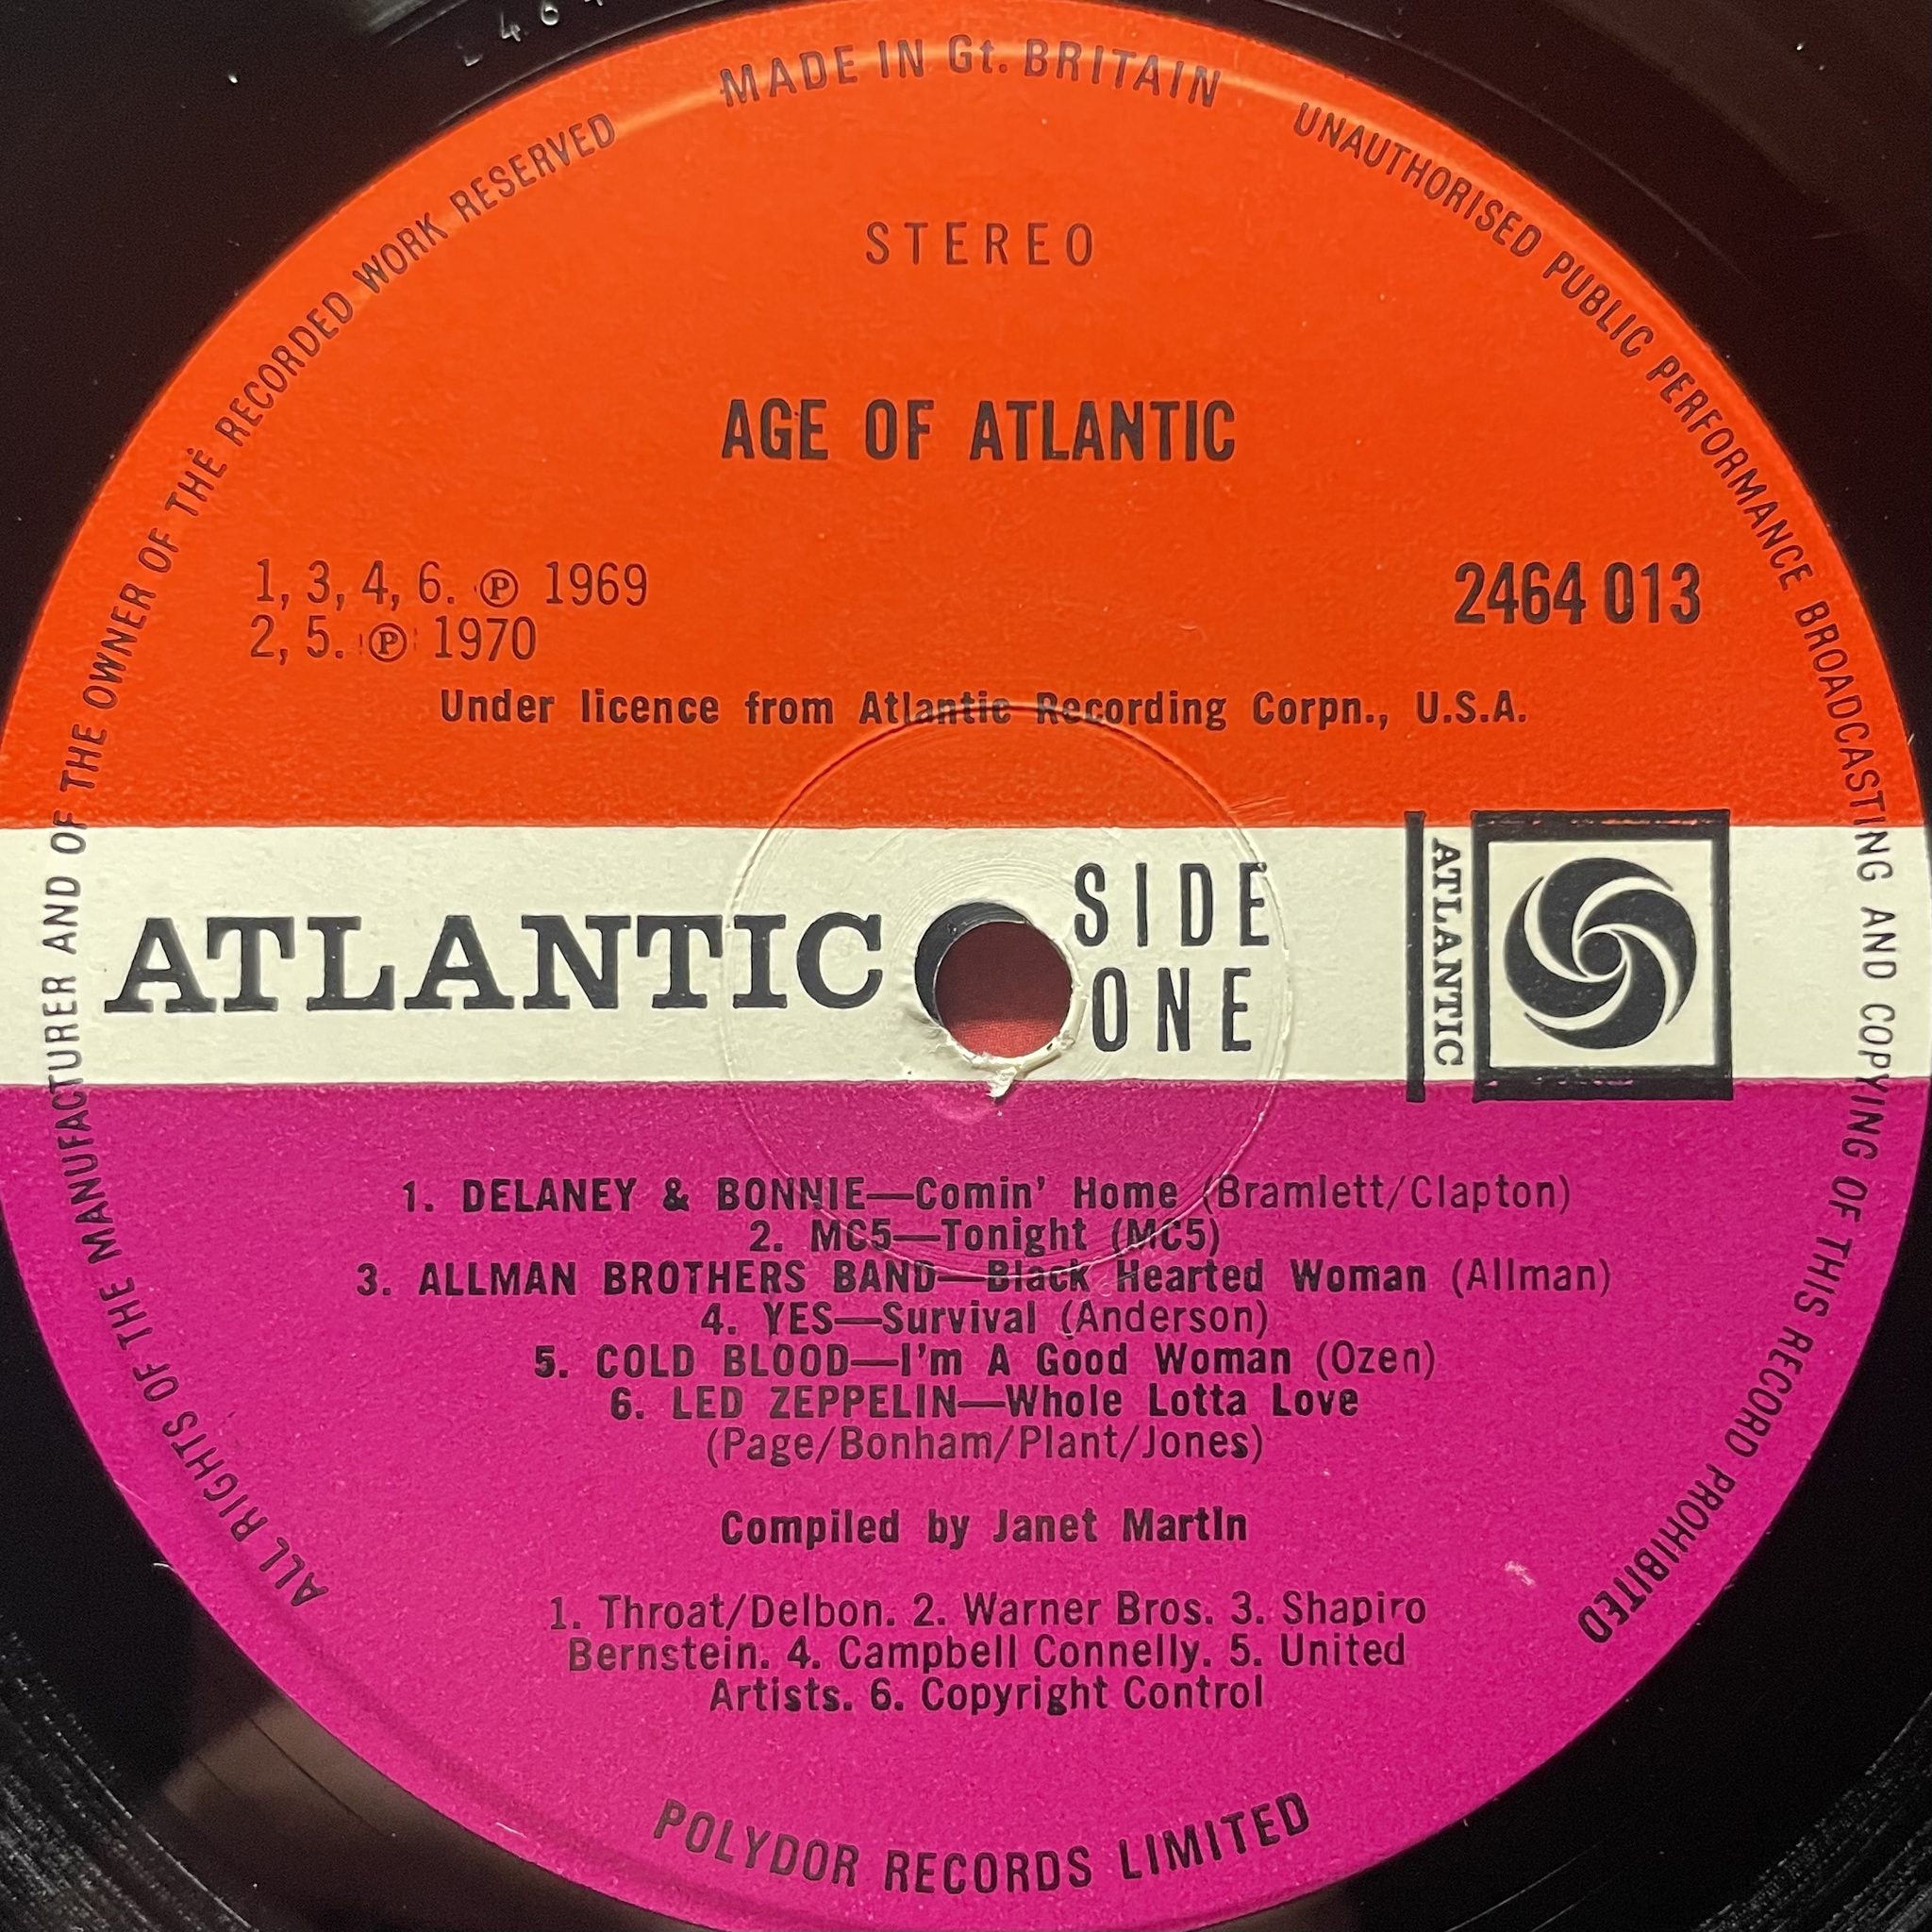 MADE IN Gt. BRITAIN
UNAUTHORISED PUBLIC PERFORMANCE BROADCASTING AND COPYING OF THIS RECORD PROHIBITED
ALL RIGHTS OF THE MANUFACTURER AND OF THE OWNER OF THE RECORDED WORK RESERVED
STEREO
AGE OF ATLANTIC
1, 3, 4, 6. ℗ 1969
2, 5. ℗ 1970
2464 013
Under licence from Atlantic Recording Corpn., U.S.A.
ATLANTIC
SIDE
ONE
ATLANTIC
1. DELANEY & BONNIE—Comin' Home (Bramlett/Clapton)
2. MC5—Tonight (MC5)
3. ALLMAN BROTHERS BAND—Black Hearted Woman (Allman)
4. YES—Survival (Anderson)
5. COLD BLOOD—I'm A Good Woman (Ozen)
6. LED ZEPPELIN—Whole Lotta Love
(Page/Bonham/Plant/Jones)
Compiled by Janet MartIn
1. Throat/Delbon. 2. Warner Bros. 3. Shapiro
Bernstein. 4. Campbell Connelly. 5. United
Artists. 6. Copyright Control
POLYDOR RECORDS LIMITED